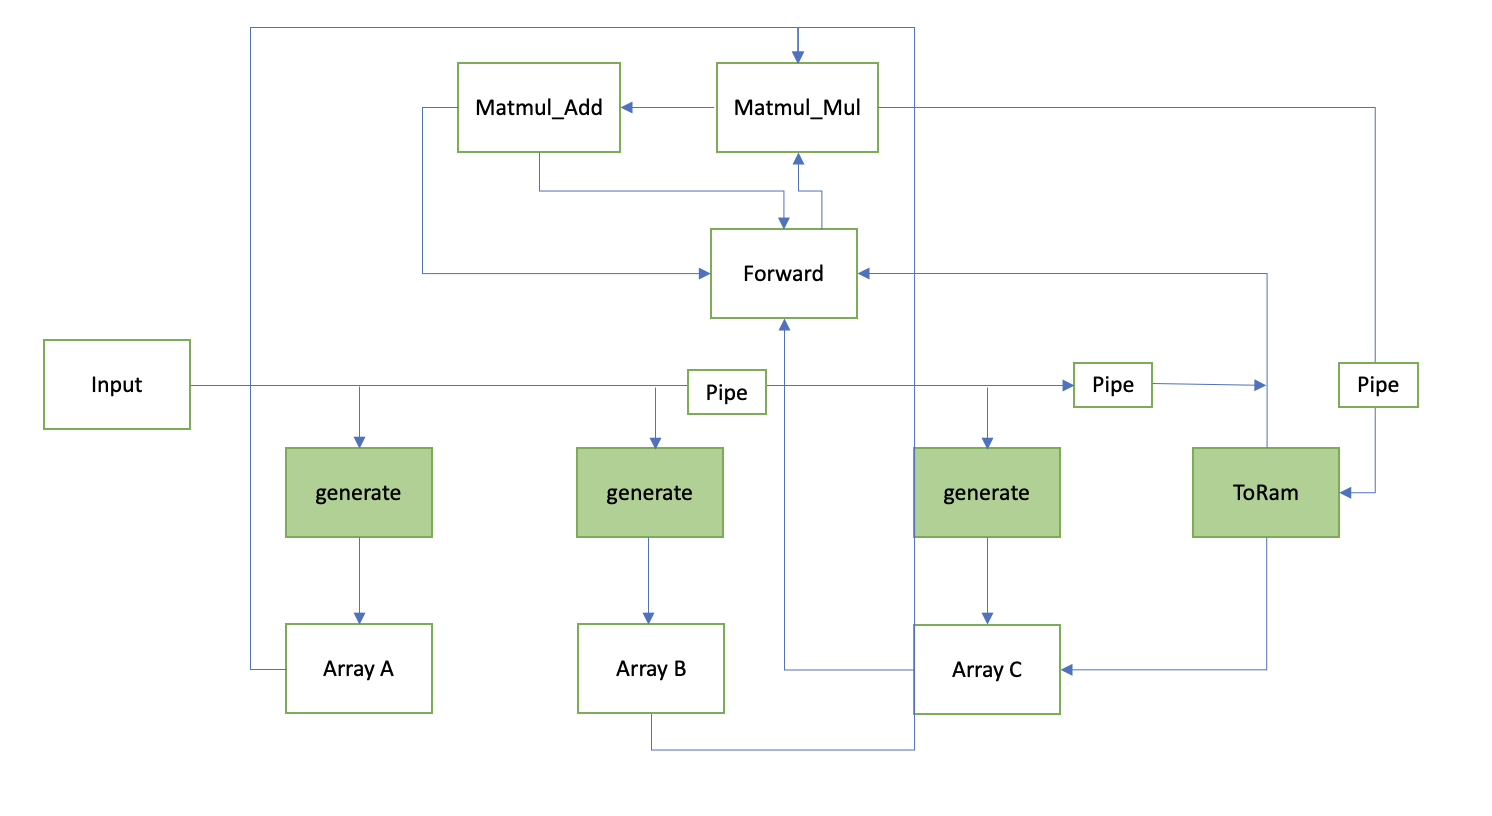 Matmul_Add
Matmul_Mul
Forward
Input
Pipe
Pipe
Pipe
generate
generate
generate
ToRam
Array A
Array B
Array C